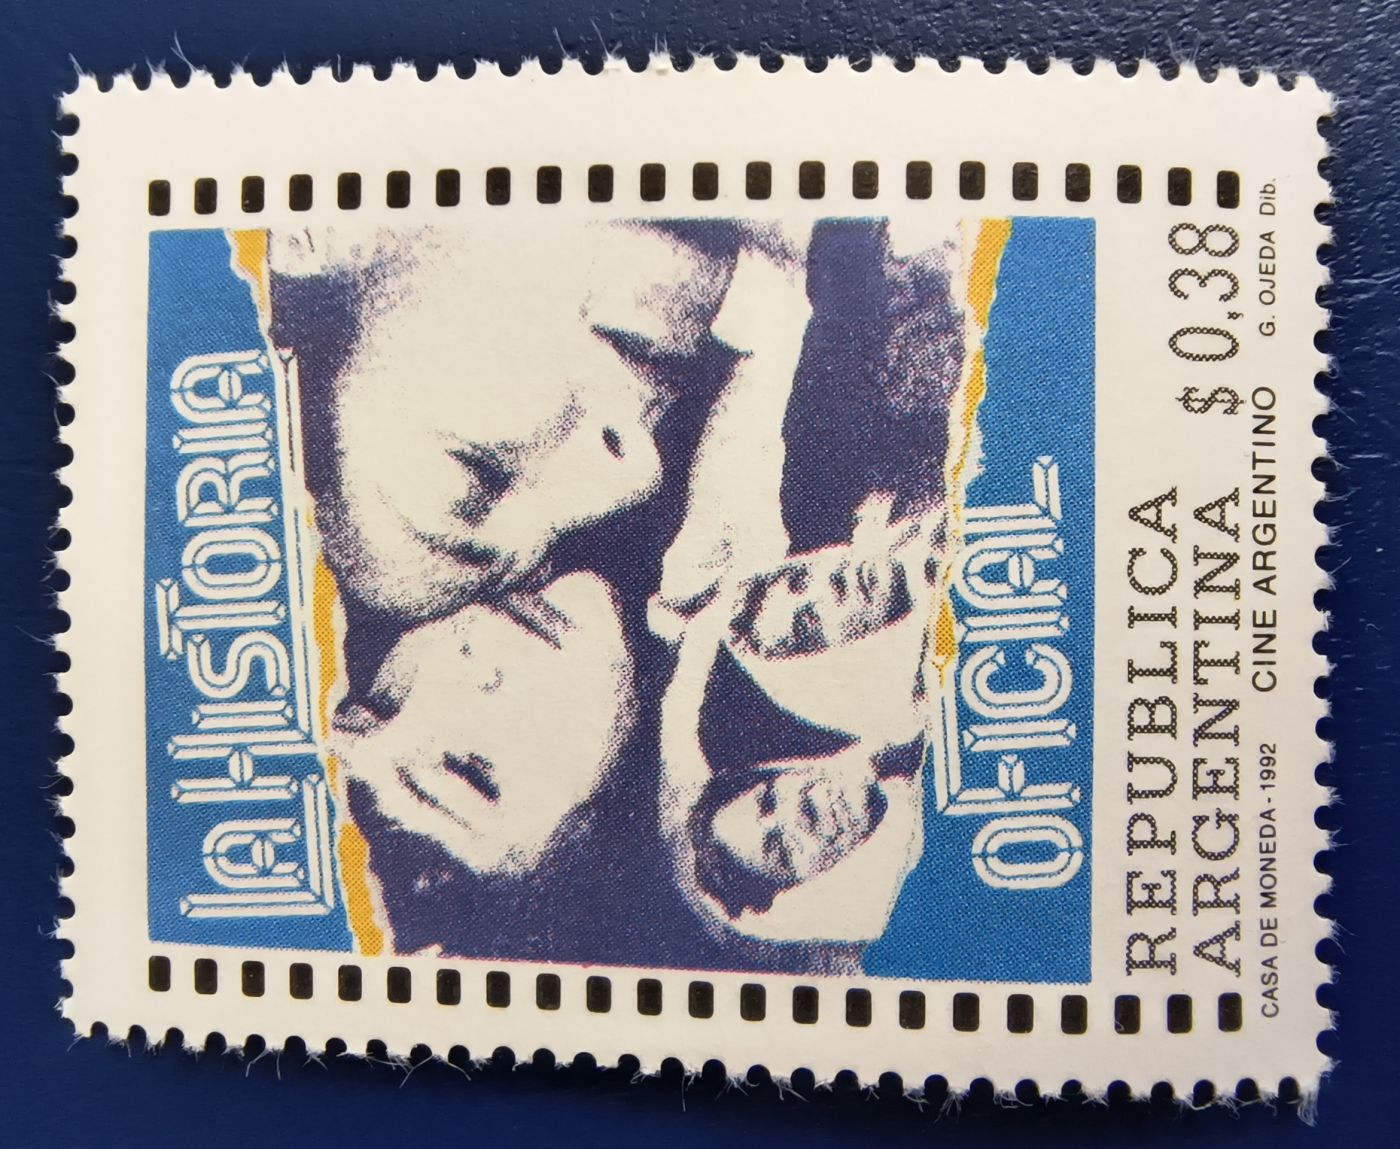 LA HISTORIA
OFICIAL
REPUBLICA
ARGENTINA $ 0,38
CINE ARGENTINO
CASA DE MONEDA - 1992 G. OJEDA Dib.